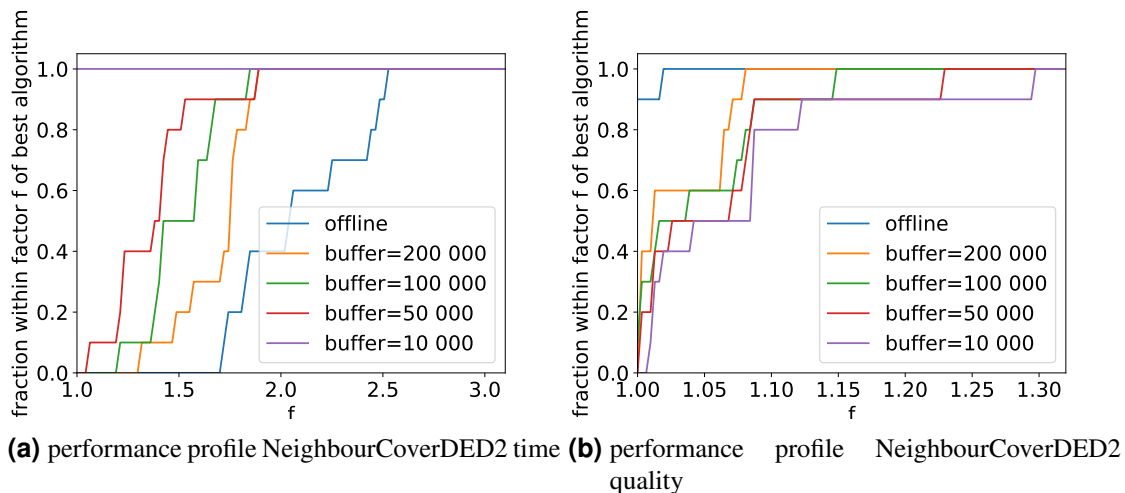 fraction within factor f of best algorithm
1.0
0.8
0.6
0.4
0.2
0.0
1.0 1.5 2.0 2.5 3.0
f
offline
buffer=200 000
buffer=100 000
buffer=50 000
buffer=10 000
(a) performance profile NeighbourCoverDED2 time
fraction within factor f of best algorithm
1.0
0.8
0.6
0.4
0.2
0.0
1.00 1.05 1.10 1.15 1.20 1.25 1.30
f
offline
buffer=200 000
buffer=100 000
buffer=50 000
buffer=10 000
(b) performance profile NeighbourCoverDED2
quality